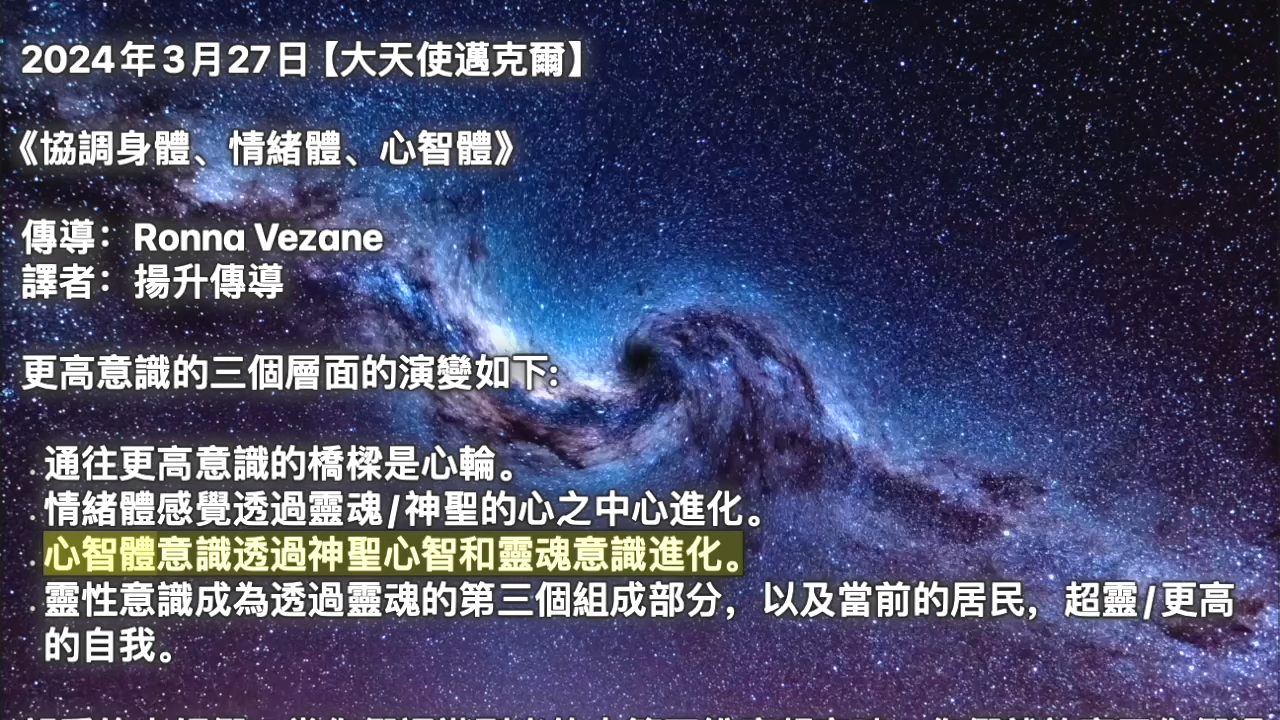 2024年3月27日【大天使邁克爾】
《協調身體、情緒體、心智體》
傳導：Ronna Vezane
譯者：揚升傳導
更高意識的三個層面的演變如下:
. 通往更高意識的橋樑是心輪。
. 情緒體感覺透過靈魂/神聖的心之中心進化。
. 心智體意識透過神聖心智和靈魂意識進化。
. 靈性意識成為透過靈魂的第三個組成部分，以及當前的居民，超靈/更高
的自我。